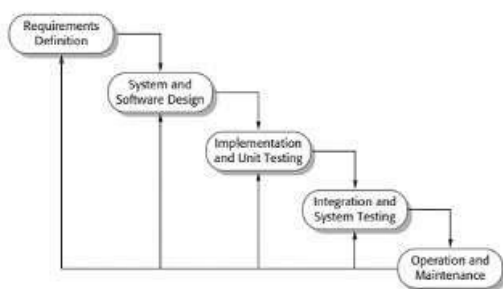 Requirements
Definition
System and
Software Design
Implementation
and Unit Testing
Integration and
System Testing
Operation and
Maintenance